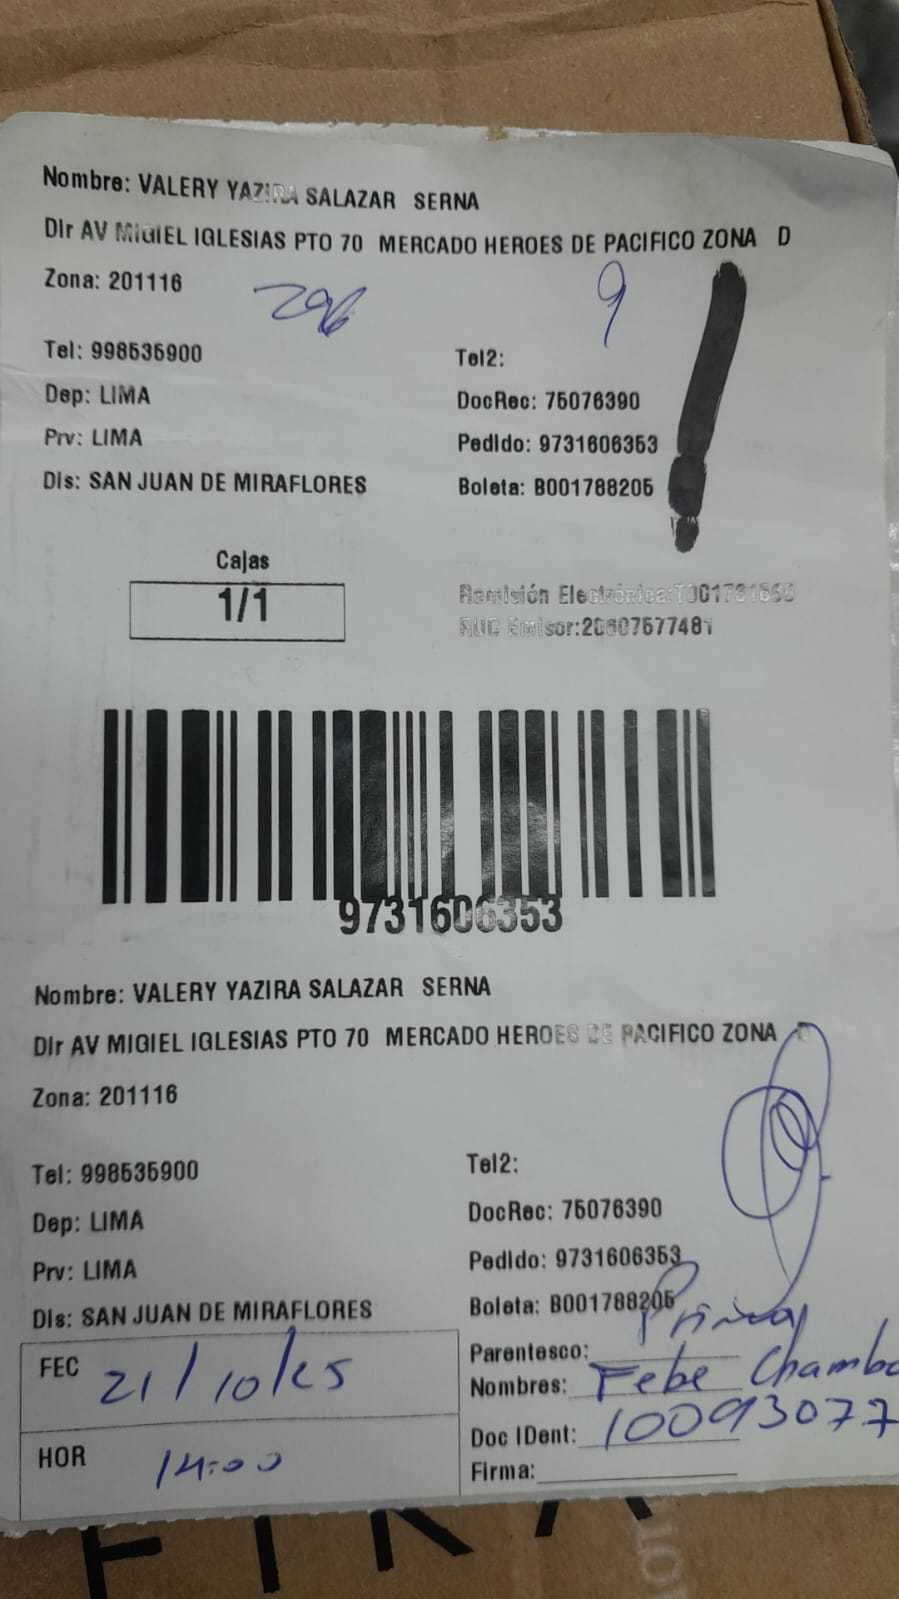 Nombre: VALERY YAZIRA SALAZAR SERNA
Dir AV MIGIEL IGLESIAS PTO 70 MERCADO HEROES DE PACIFICO ZONA D
Zona: 201116
296 9
Tel: 998535900 Tel2:
Dep: LIMA DocRec: 75076390
Prv: LIMA Pedido: 9731606353
Dis: SAN JUAN DE MIRAFLORES Boleta: B001788205
Cajas
1/1
Remisión Electrónica:
RUC Emisor:20607577481
9731606353
Nombre: VALERY YAZIRA SALAZAR SERNA
Dir AV MIGIEL IGLESIAS PTO 70 MERCADO HEROES DE PACIFICO ZONA D
Zona: 201116
Tel: 998535900 Tel2:
Dep: LIMA DocRec: 75076390
Prv: LIMA Pedido: 9731606353
Dis: SAN JUAN DE MIRAFLORES Boleta: B001788205
FEC 21/10/25
HOR 14:00
Parentesco: Prima
Nombres: Febe Chamba
Doc IDent: 10093077
Firma: